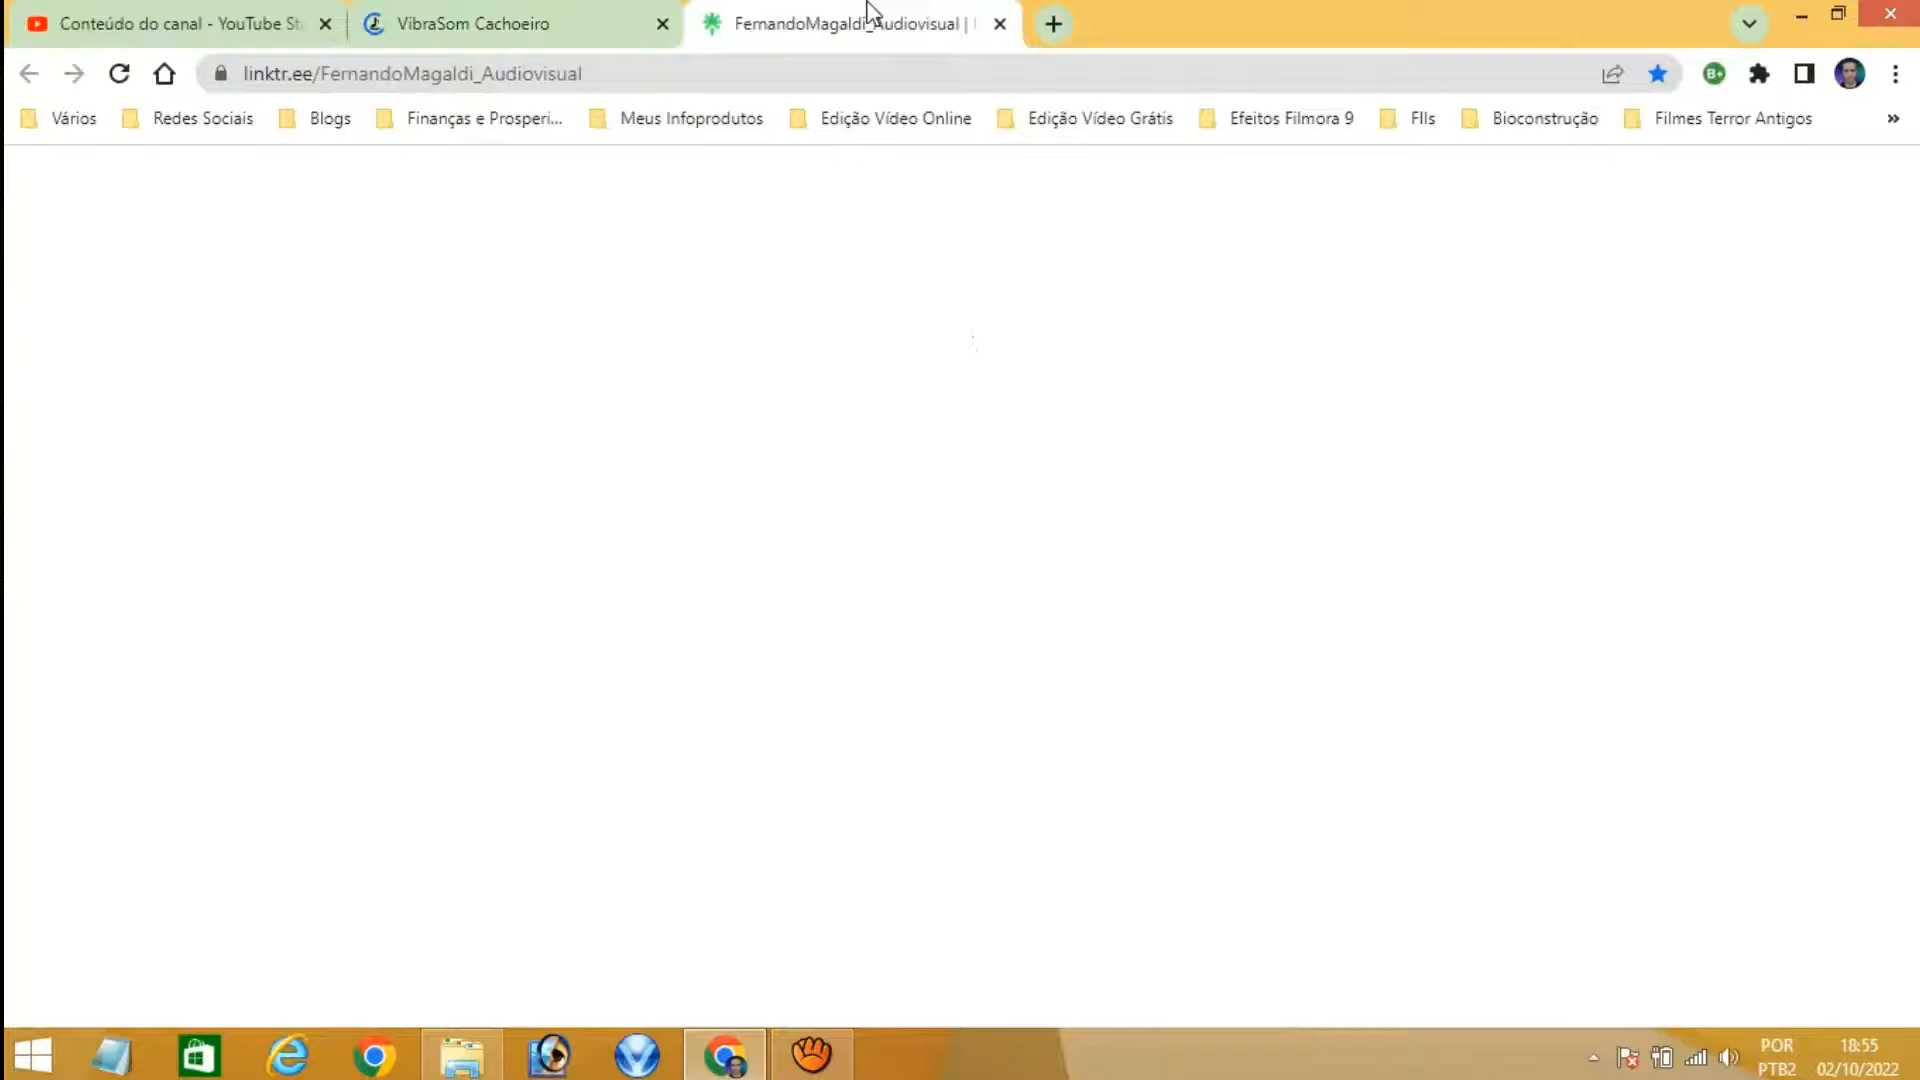 Conteúdo do canal - YouTube St
VibraSom Cachoeiro
FernandoMagaldi_Audiovisual |
linktr.ee/FernandoMagaldi_Audiovisual
Vários
Redes Sociais
Blogs
Finanças e Prosperi...
Meus Infoprodutos
Edição Vídeo Online
Edição Vídeo Grátis
Efeitos Filmora 9
FIIs
Bioconstrução
Filmes Terror Antigos
»
POR
PTB2
18:55
02/10/2022